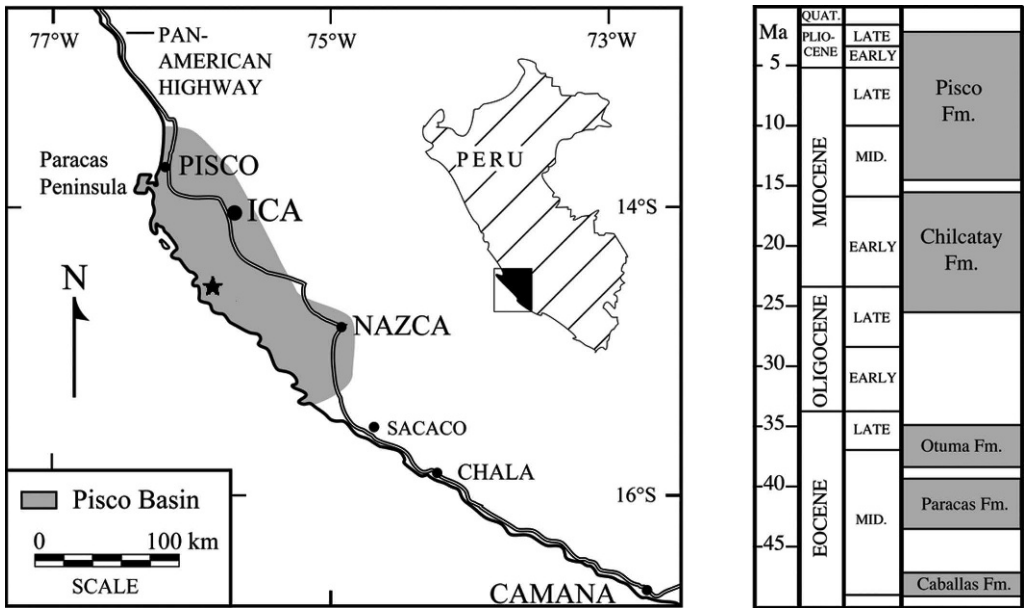 77°W
75°W
73°W
PAN-
AMERICAN
HIGHWAY
Paracas
Peninsula
PISCO
ICA
PERU
14°S
N
NAZCA
SACACO
CHALA
16°S
CAMANA
Pisco Basin
0 100 km
SCALE
Ma
5
10
15
20
25
30
35
40
45
QUAT.
PLIO-
CENE
MIOCENE
OLIGOCENE
EOCENE
LATE
EARLY
LATE
MID.
EARLY
LATE
EARLY
LATE
MID.
Pisco
Fm.
Chilcatay
Fm.
Otuma Fm.
Paracas Fm.
Caballas Fm.